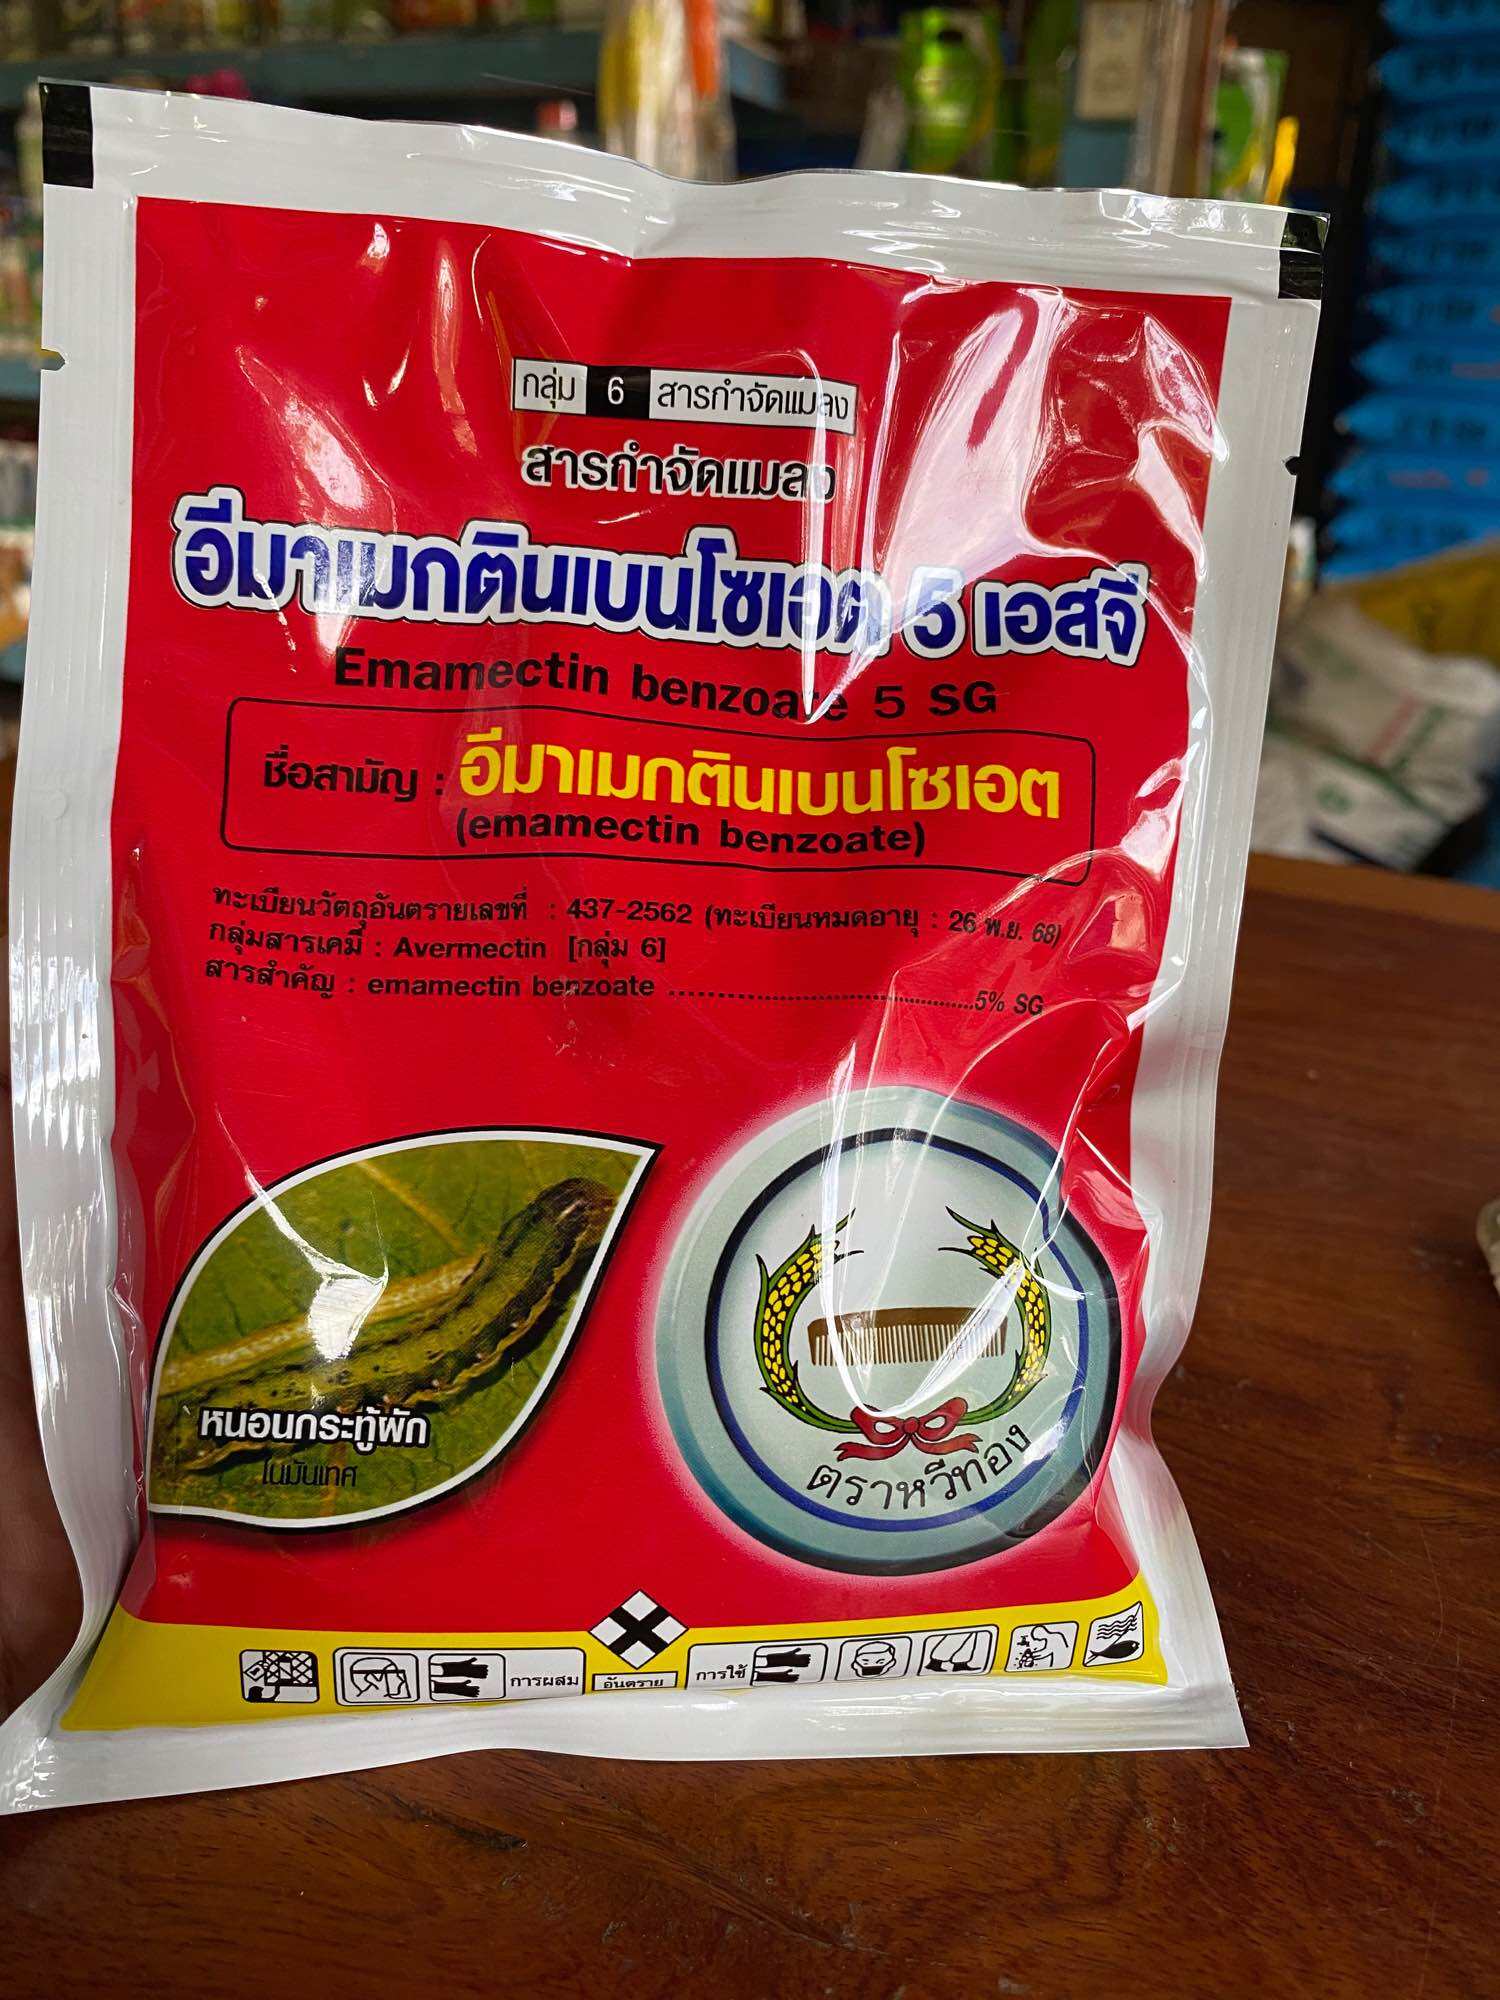 กลุ่ม 6 สารกำจัดแมลง
สารกำจัดแมลง
อีมาเมกตินเบนโซเอต 5 เอสจี
Emamectin benzoate 5 SG
ชื่อสามัญ : อีมาเมกตินเบนโซเอต
(emamectin benzoate)
ทะเบียนวัตถุอันตรายเลขที่ : 437-2562 (ทะเบียนหมดอายุ : 26 พ.ย. 68)
กลุ่มสารเคมี : Avermectin [กลุ่ม 6]
สารสำคัญ : emamectin benzoate ........................................5% SG
หนอนกระทู้ผัก
โนมันเทศ
ตราหวีทอง
การผสม
อันตราย
การใช้